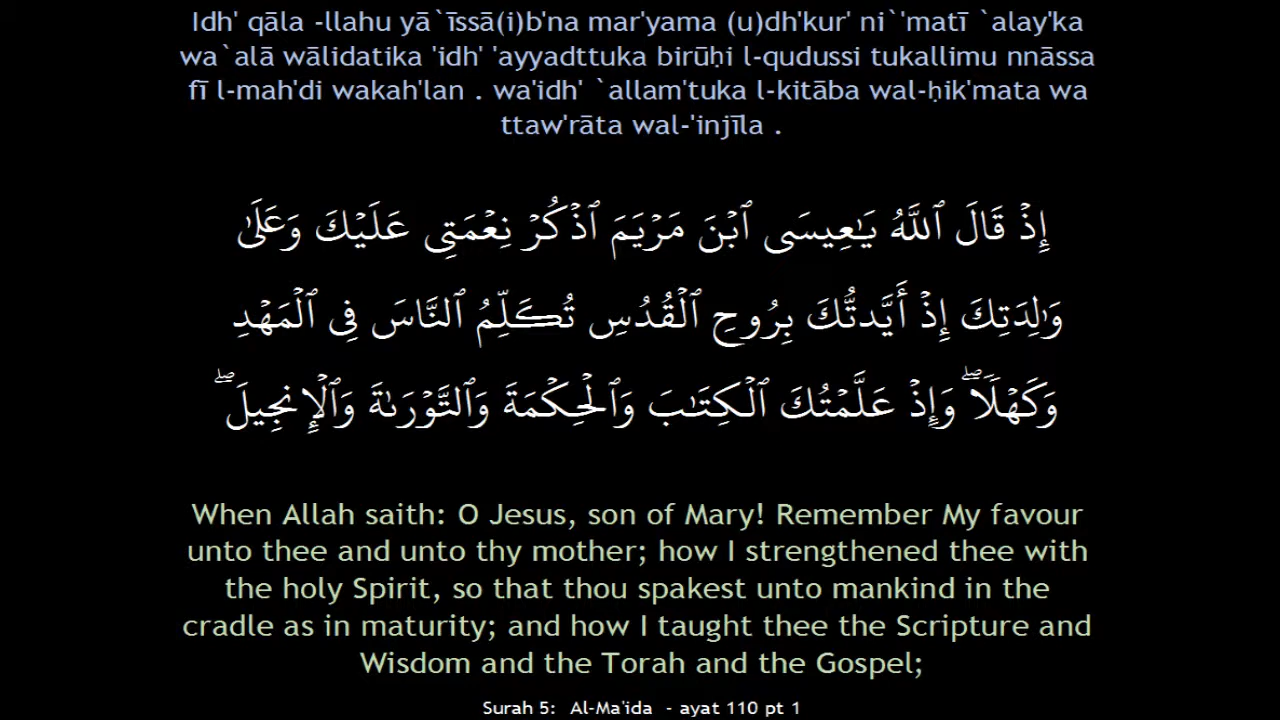 Idh' qāla -llahu yā`īssā(i)b'na mar'yama (u)dh'kur' ni`'matī `alay'ka
wa`alā wālidatika 'idh' 'ayyadttuka birūḥi l-qudussi tukallimu nnāssa
fī l-mah'di wakah'lan . wa'idh' `allam'tuka l-kitāba wal-ḥik'mata wa
ttaw'rāta wal-'injīla .
إِذۡ قَالَ ٱللَّهُ يَـٰعِيسَى ٱبۡنَ مَرۡيَمَ ٱذۡكُرۡ نِعۡمَتِى عَلَيۡكَ وَعَلَىٰ
وَٲلِدَتِكَ إِذۡ أَيَّدتُّكَ بِرُوحِ ٱلۡقُدُسِ تُكَلِّمُ ٱلنَّاسَ فِى ٱلۡمَهۡدِ
وَڪَهۡلاًۖ وَإِذۡ عَلَّمۡتُكَ ٱلۡكِتَـٰبَ وَٱلۡحِكۡمَةَ وَٱلتَّوۡرَٮٰةَ وَٱلۡإِنجِيلَۖ
When Allah saith: O Jesus, son of Mary! Remember My favour
unto thee and unto thy mother; how I strengthened thee with
the holy Spirit, so that thou spakest unto mankind in the
cradle as in maturity; and how I taught thee the Scripture and
Wisdom and the Torah and the Gospel;
Surah 5: Al-Ma'ida - ayat 110 pt 1